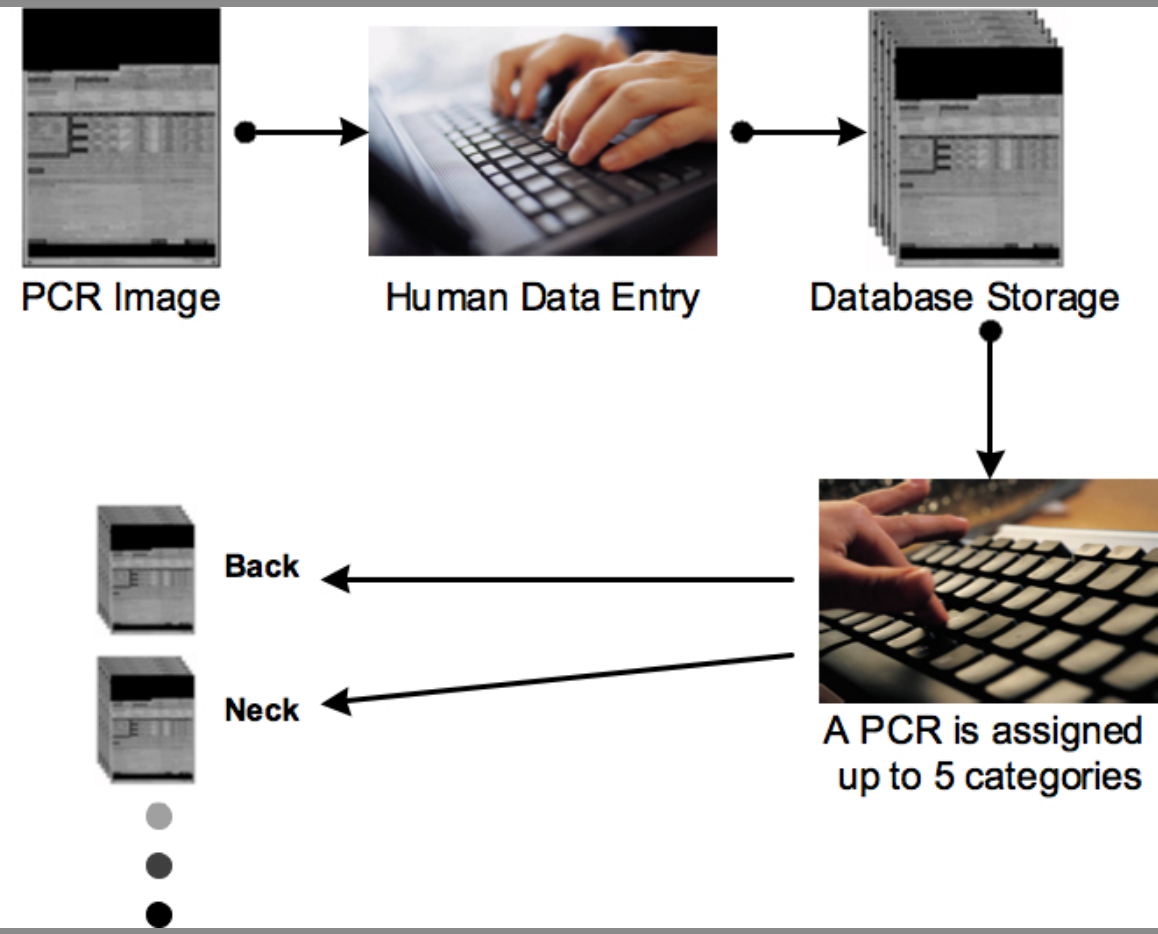 PCR Image
Human Data Entry
Database Storage
Back
Neck
A PCR is assigned
up to 5 categories